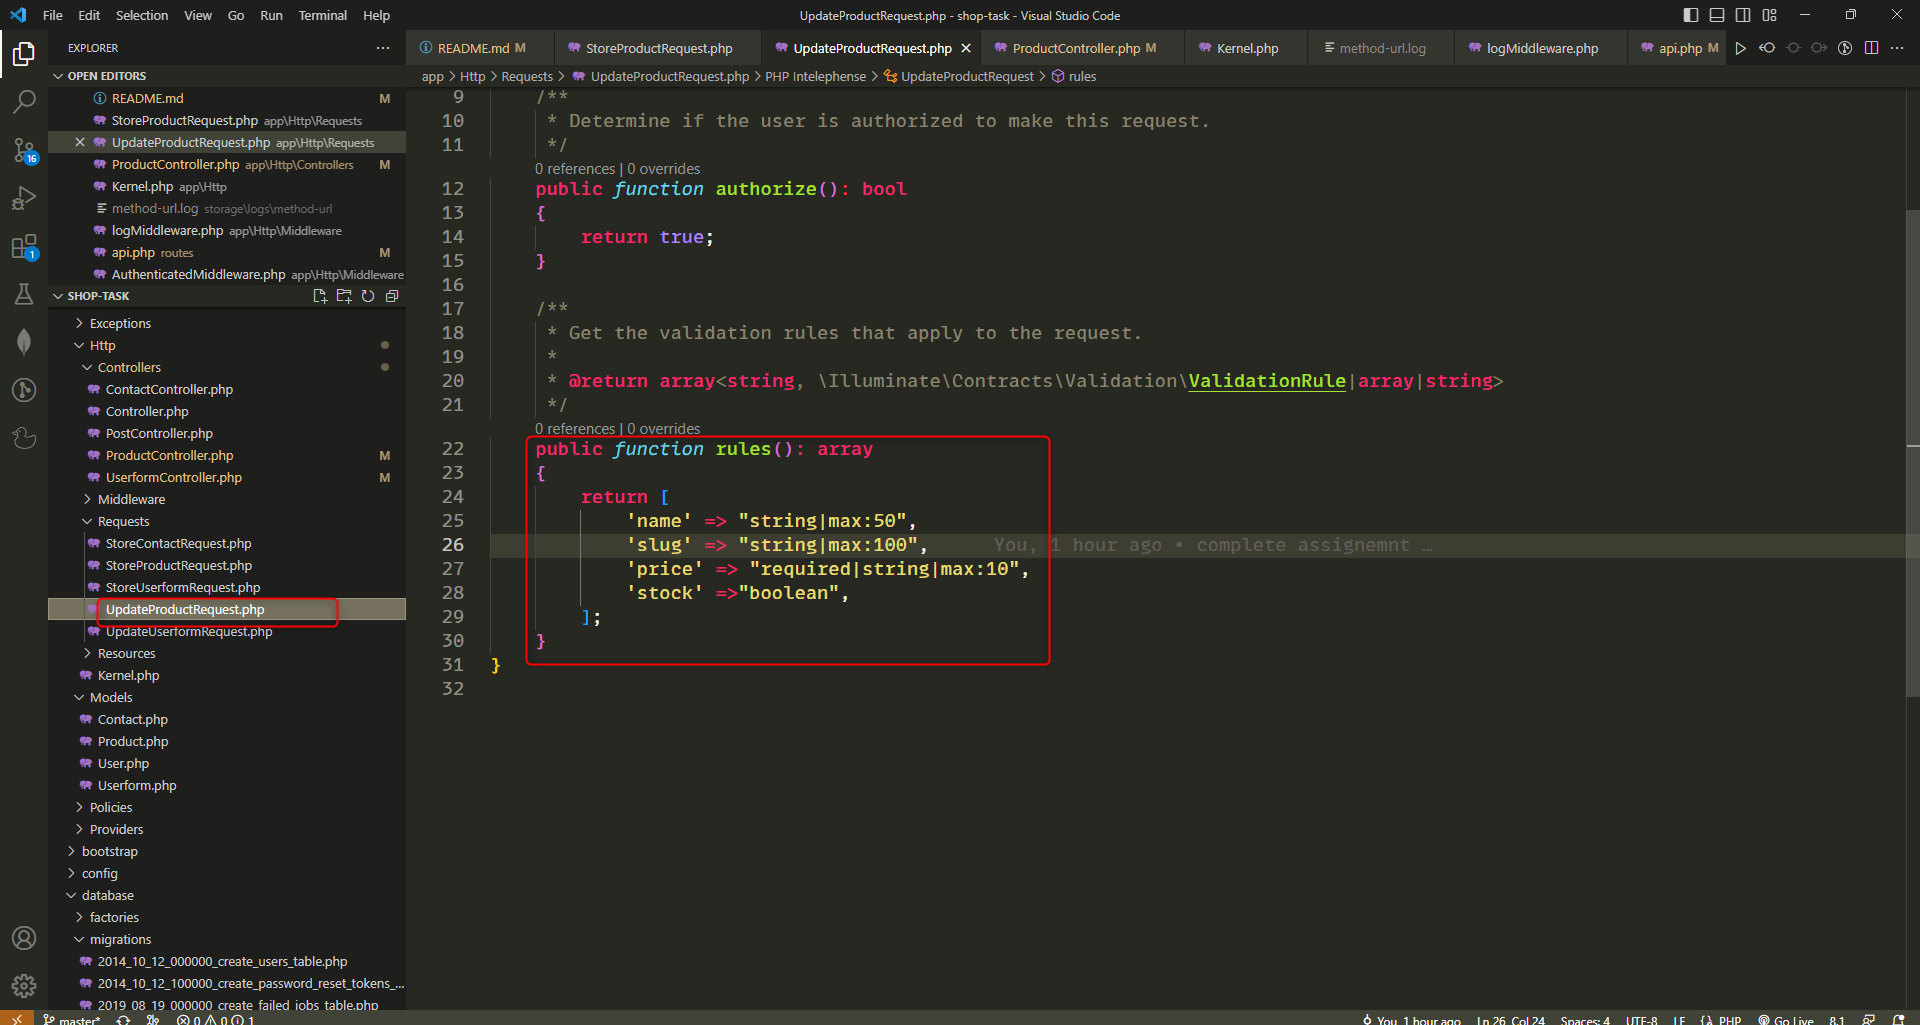 File Edit Selection View Go Run Terminal Help
UpdateProductRequest.php - shop-task - Visual Studio Code
EXPLORER
OPEN EDITORS
README.md M
StoreProductRequest.php app\Http\Requests
UpdateProductRequest.php app\Http\Requests
ProductController.php app\Http\Controllers M
Kernel.php app\Http
method-url.log storage\logs\method-url
logMiddleware.php app\Http\Middleware
api.php routes M
AuthenticatedMiddleware.php app\Http\Middleware
SHOP-TASK
Exceptions
Http
Controllers
ContactController.php
Controller.php
PostController.php
ProductController.php M
UserformController.php M
Middleware
Requests
StoreContactRequest.php
StoreProductRequest.php
StoreUserformRequest.php
UpdateProductRequest.php
UpdateUserformRequest.php
Resources
Kernel.php
Models
Contact.php
Product.php
User.php
Userform.php
Policies
Providers
bootstrap
config
database
factories
migrations
2014_10_12_000000_create_users_table.php
2014_10_12_100000_create_password_reset_tokens_...
2019_08_19_000000_create_failed_jobs_table.php
16
1
README.md M StoreProductRequest.php UpdateProductRequest.php ProductController.php M Kernel.php method-url.log logMiddleware.php api.php M
app > Http > Requests > UpdateProductRequest.php > PHP Intelephense > UpdateProductRequest > rules
9 /**
10 * Determine if the user is authorized to make this request.
11 */
0 references | 0 overrides
12 public function authorize(): bool
13 {
14 return true;
15 }
16
17 /**
18 * Get the validation rules that apply to the request.
19 *
20 * @return array<string, \Illuminate\Contracts\Validation\ValidationRule|array|string>
21 */
0 references | 0 overrides
22 public function rules(): array
23 {
24 return [
25 'name' => "string|max:50",
26 'slug' => "string|max:100", You, 1 hour ago • complete assignemnt …
27 'price' => "required|string|max:10",
28 'stock' =>"boolean",
29 ];
30 }
31 }
32
master* 0 0 1
You, 1 hour ago Ln 26, Col 24 Spaces: 4 UTF-8 LF {} PHP Go Live 8.1